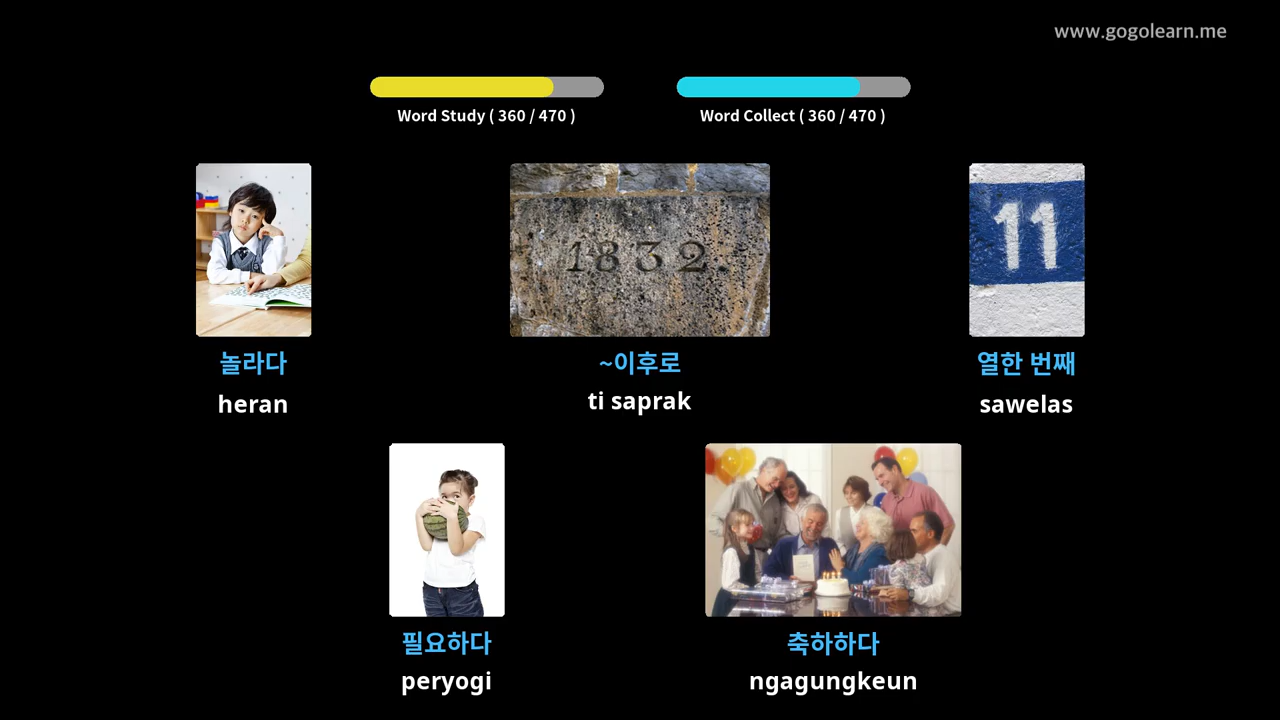 www.gogolearn.me
Word Study ( 360 / 470 )
Word Collect ( 360 / 470 )
1832.
11
놀라다
~이후로
열한 번째
heran
ti saprak
sawelas
필요하다
축하하다
peryogi
ngagungkeun